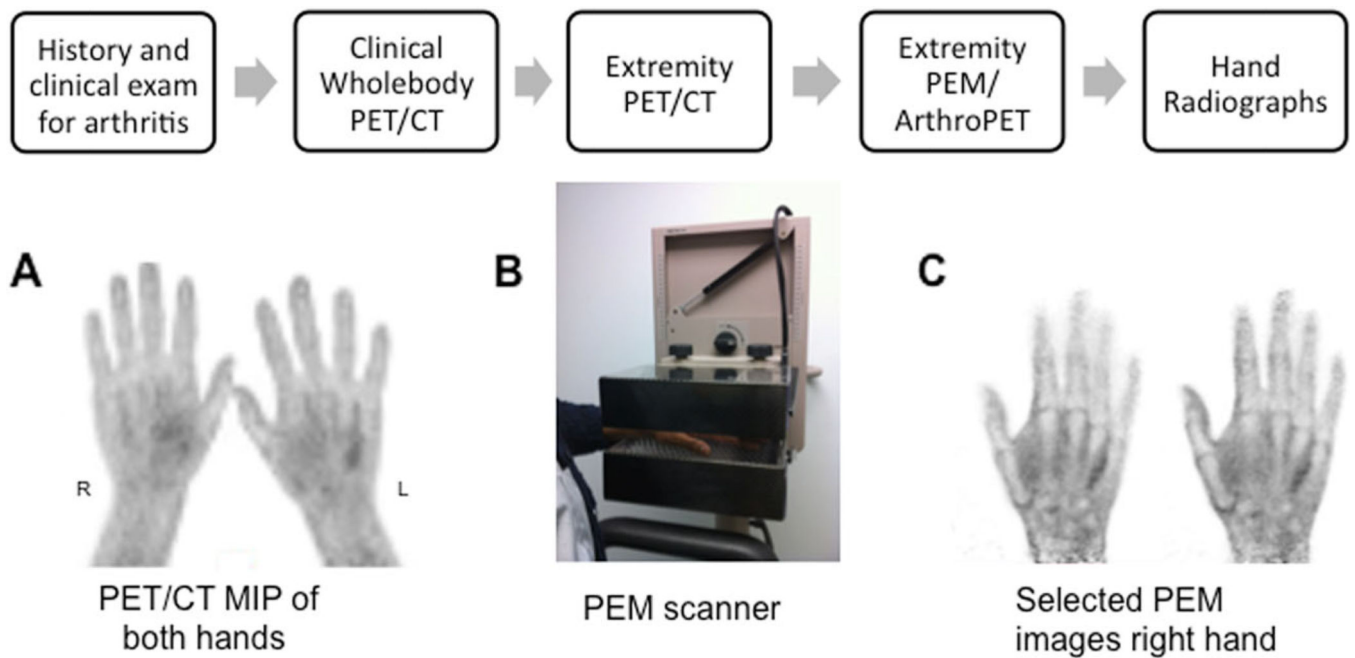 History and
clinical exam
for arthritis
Clinical
Wholebody
PET/CT
Extremity
PET/CT
Extremity
PEM/
ArthroPET
Hand
Radiographs
A
B
C
R
L
PET/CT MIP of
both hands
PEM scanner
Selected PEM
images right hand